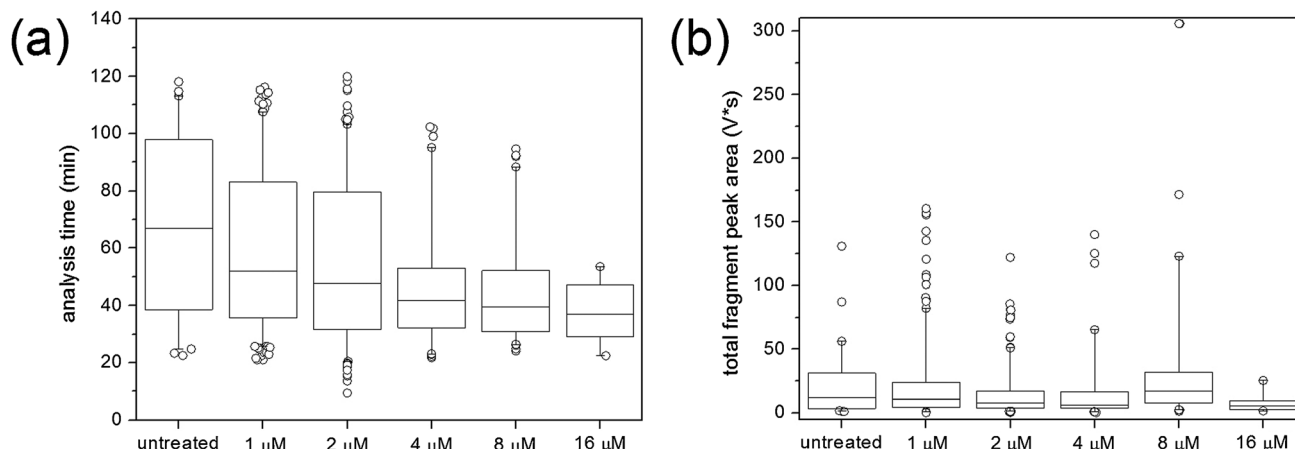 (a)
analysis time (min)
140
120
100
80
60
40
20
0
untreated 1 μM 2 μM 4 μM 8 μM 16 μM
(b)
total fragment peak area (V*s)
300
250
200
150
100
50
0
untreated 1 μM 2 μM 4 μM 8 μM 16 μM